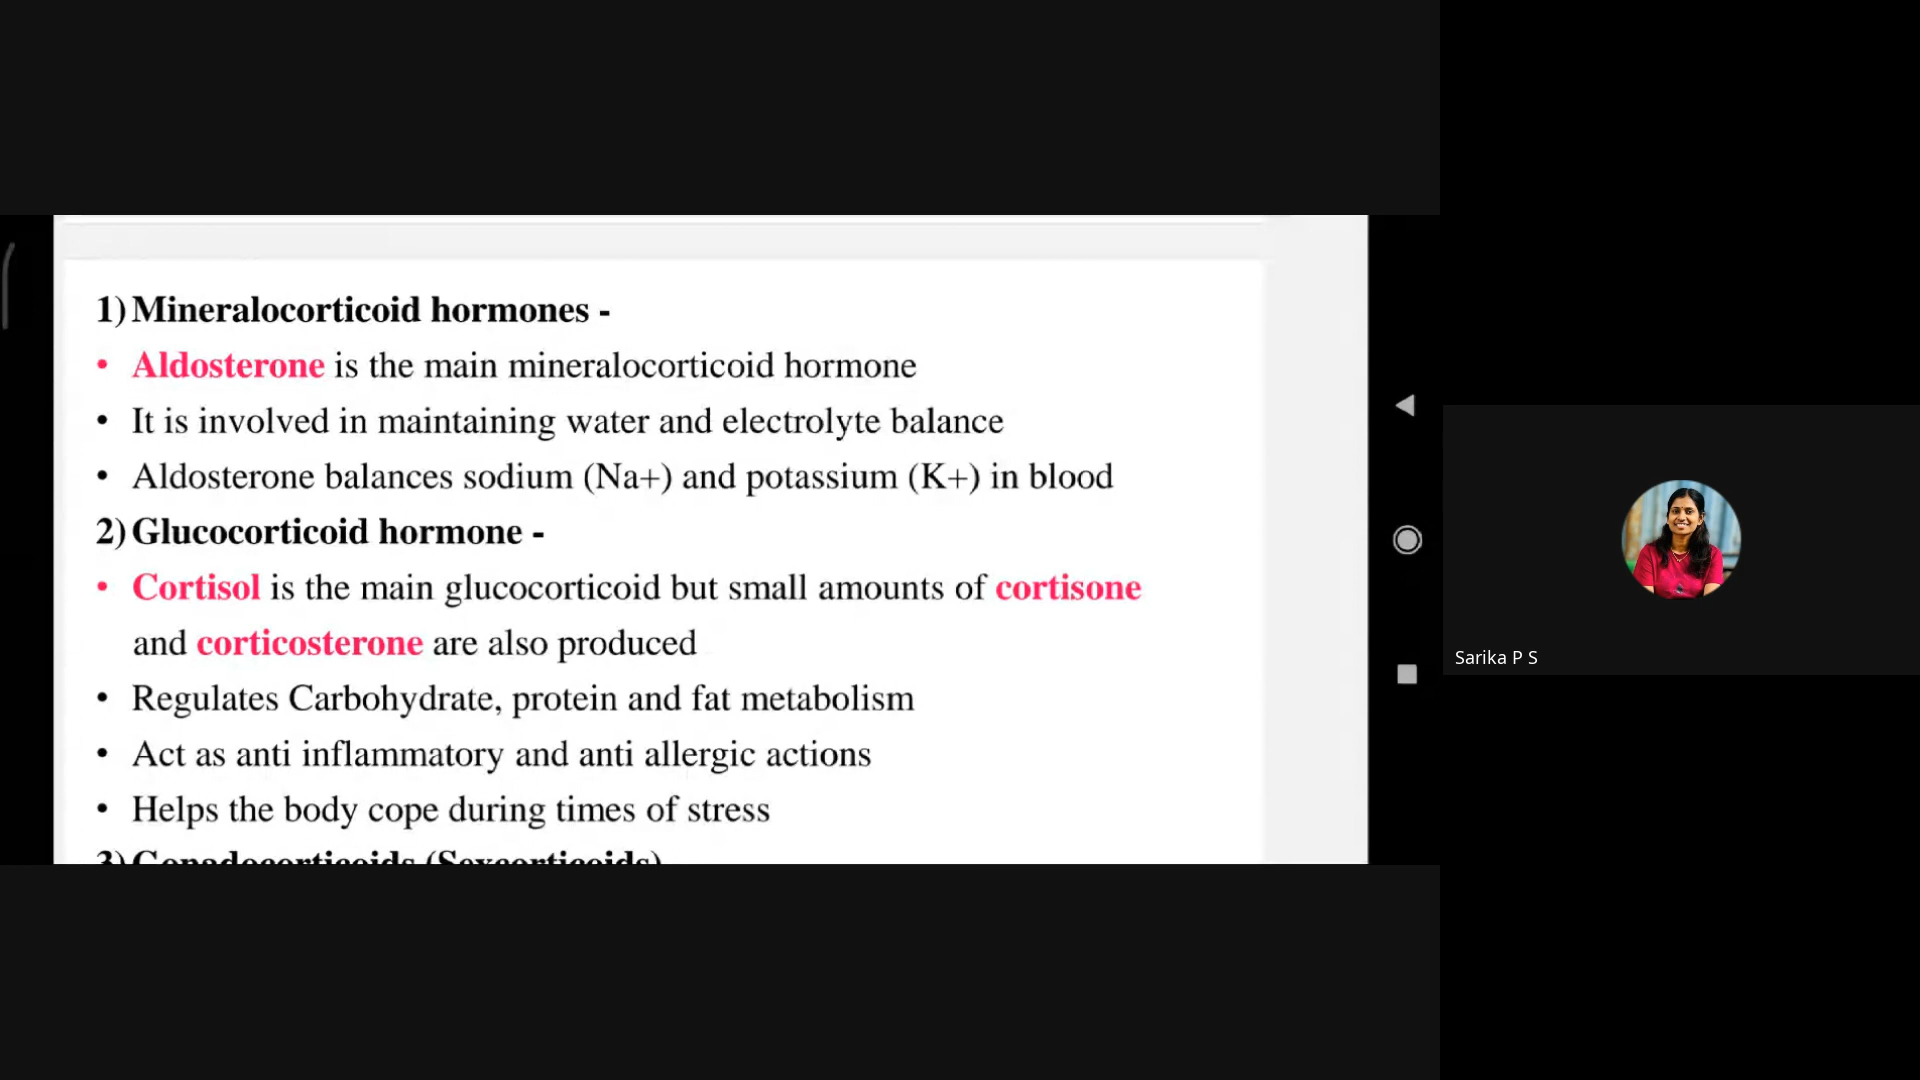 1) Mineralocorticoid hormones -
• Aldosterone is the main mineralocorticoid hormone
• It is involved in maintaining water and electrolyte balance
• Aldosterone balances sodium (Na+) and potassium (K+) in blood
2) Glucocorticoid hormone -
• Cortisol is the main glucocorticoid but small amounts of cortisone
and corticosterone are also produced
• Regulates Carbohydrate, protein and fat metabolism
• Act as anti inflammatory and anti allergic actions
• Helps the body cope during times of stress
3) Gonadocorticoids (Sexcorticoids)
Sarika P S